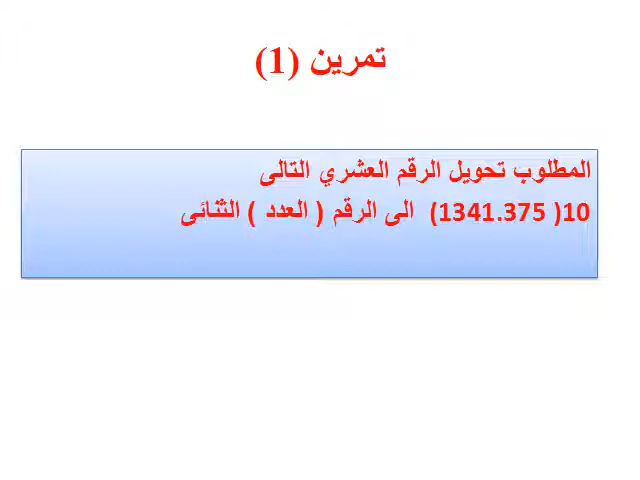 تمرين (1)
المطلوب تحويل الرقم العشري التالى
10( 1341.375) الى الرقم ( العدد ) الثنائى